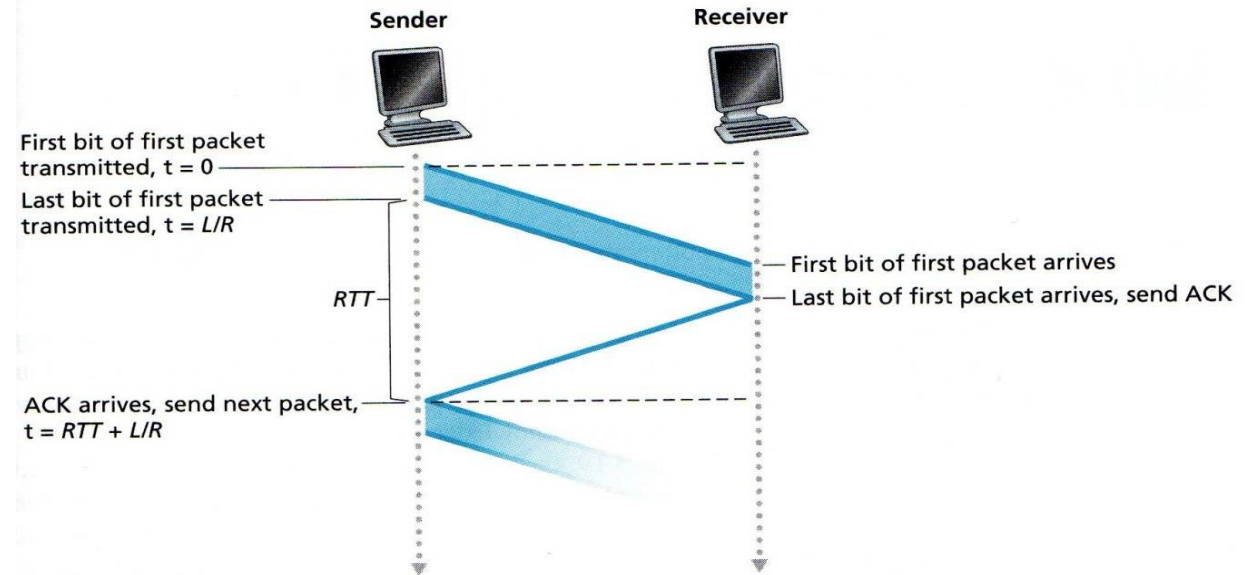 Sender
Receiver
First bit of first packet
transmitted, t = 0
Last bit of first packet
transmitted, t = L/R
First bit of first packet arrives
Last bit of first packet arrives, send ACK
RTT
ACK arrives, send next packet,
t = RTT + L/R